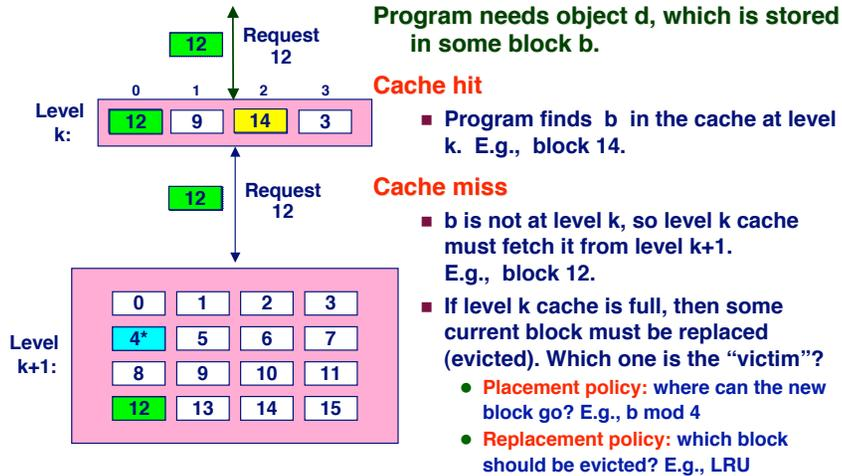 12
Request
12
0 1 2 3
Level
k:
12 9 14 3
12
Request
12
Level
k+1:
0 1 2 3
4* 5 6 7
8 9 10 11
12 13 14 15
Program needs object d, which is stored
in some block b.
Cache hit
Program finds b in the cache at level
k. E.g., block 14.
Cache miss
b is not at level k, so level k cache
must fetch it from level k+1.
E.g., block 12.
If level k cache is full, then some
current block must be replaced
(evicted). Which one is the “victim”?
Placement policy: where can the new
block go? E.g., b mod 4
Replacement policy: which block
should be evicted? E.g., LRU